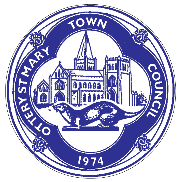 OTTERY ST MARY TOWN COUNCIL
1974